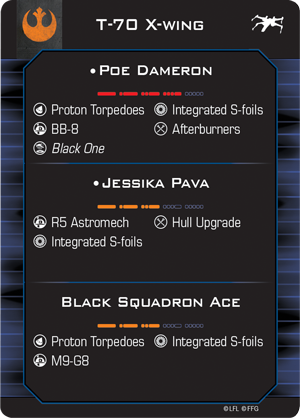 T-70 X-wing
•Poe Dameron
Proton Torpedoes Integrated S-foils
BB-8 Afterburners
Black One
•Jessika Pava
R5 Astromech Hull Upgrade
Integrated S-foils
Black Squadron Ace
Proton Torpedoes Integrated S-foils
M9-G8
©LFL ©FFG